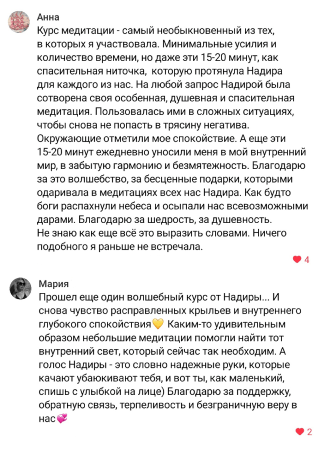 Анна
Курс медитации - самый необыкновенный из тех,
в которых я участвовала. Минимальные усилия и
количество времени, но даже эти 15-20 минут, как
спасительная ниточка,  которую протянула Надира
для каждого из нас. На любой запрос Надирой была
сотворена своя особенная, душевная и спасительная
медитация. Пользовалась ими в сложных ситуациях,
чтобы снова не попасть в трясину негатива.
Окружающие отметили мое спокойствие. А еще эти
15-20 минут ежедневно уносили меня в мой внутренний
мир, в забытую гармонию и безмятежность. Благодарю
за это волшебство, за бесценные подарки, которыми
одаривала в медитациях всех нас Надира. Как будто
боги распахнули небеса и осыпали нас всевозможными
дарами. Благодарю за щедрость, за душевность.
Не знаю как еще всё это выразить словами. Ничего
подобного я раньше не встречала.
4
Мария
Прошел еще один волшебный курс от Надиры... И
снова чувство расправленных крыльев и внутреннего
глубокого спокойствия💛 Каким-то удивительным
образом небольшие медитации помогли найти тот
внутренний свет, который сейчас так необходим. А
голос Надиры - это словно надежные руки, которые
качают убаюкивают тебя, и вот ты, как маленький,
спишь с улыбкой на лице) Благодарю за поддержку,
обратную связь, терпеливость и безграничную веру в
нас💞
2